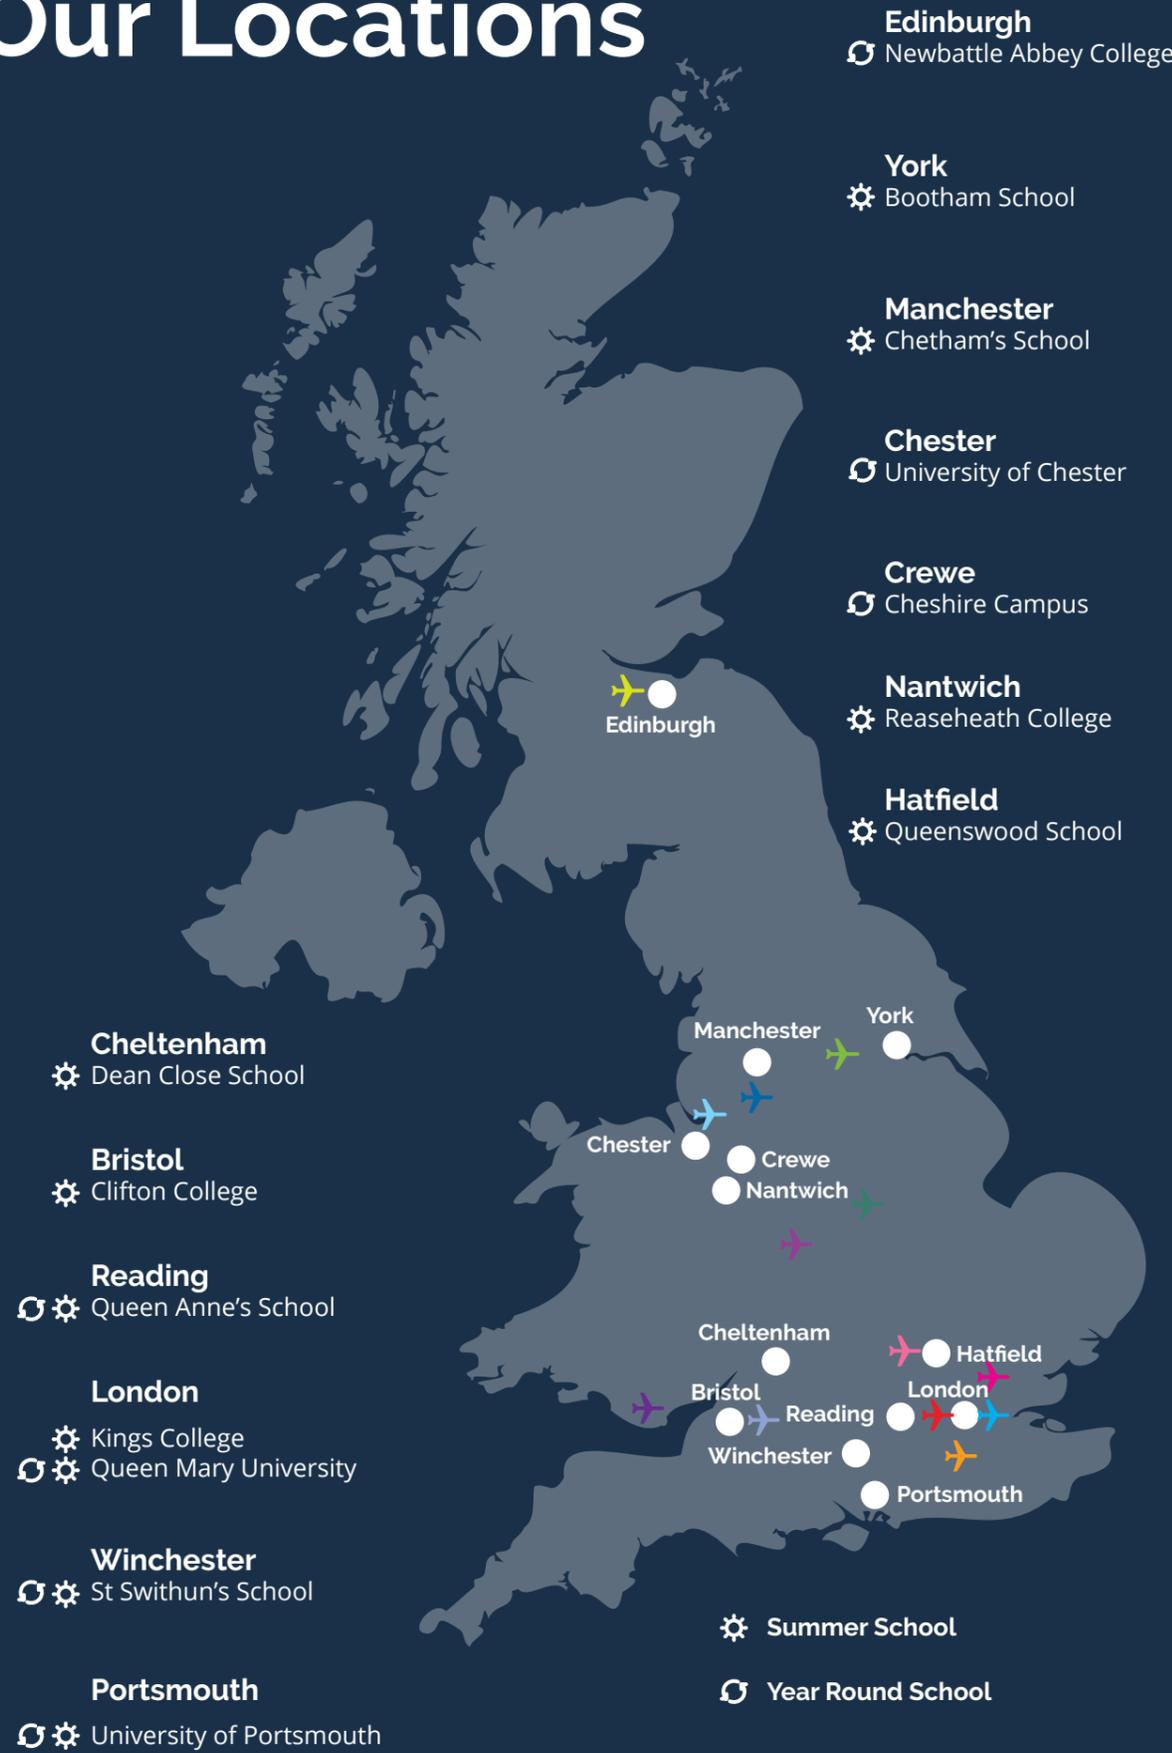 Our Locations
Edinburgh
Newbattle Abbey College
York
Bootham School
Manchester
Chetham's School
Chester
University of Chester
Crewe
Cheshire Campus
Nantwich
Reaseheath College
Hatfield
Queenswood School
Edinburgh
York
Manchester
Chester
Crewe
Nantwich
Cheltenham
Hatfield
London
Bristol
Reading
Winchester
Portsmouth
Cheltenham
Dean Close School
Bristol
Clifton College
Reading
Queen Anne's School
London
Kings College
Queen Mary University
Winchester
St Swithun's School
Portsmouth
University of Portsmouth
Summer School
Year Round School